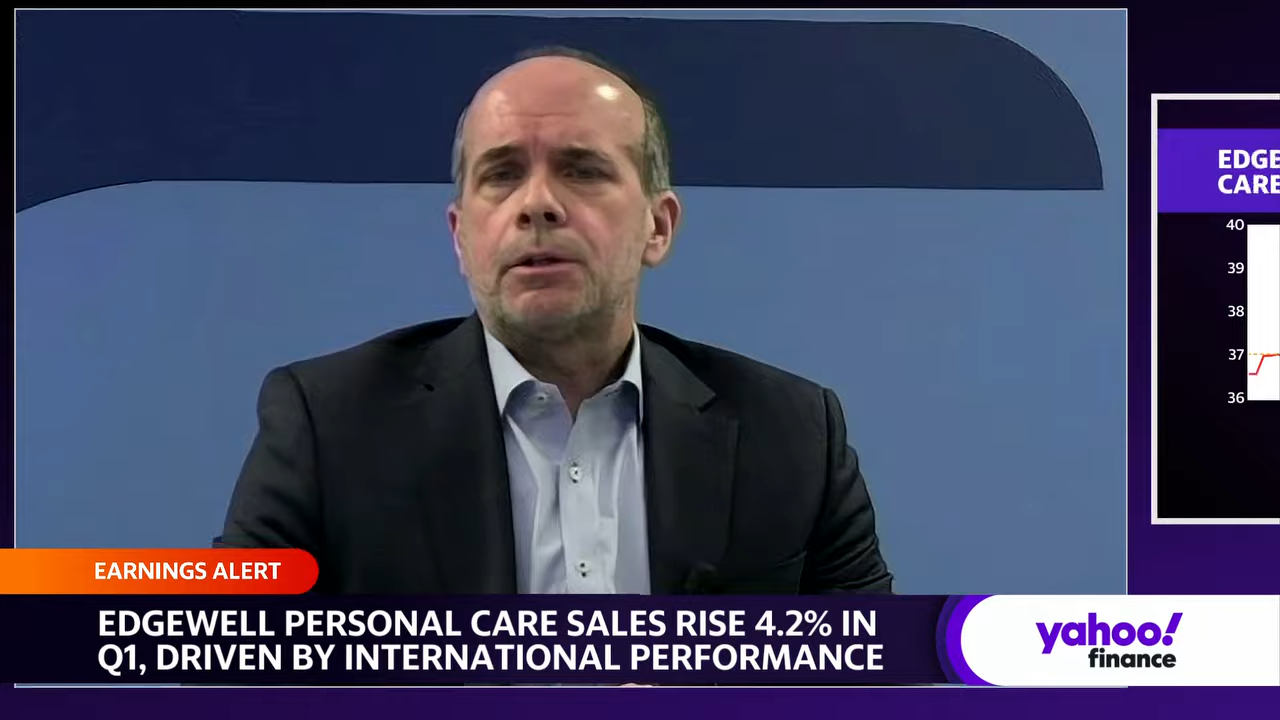 EDGE
CARE
40
39
38
37
36
EARNINGS ALERT
EDGEWELL PERSONAL CARE SALES RISE 4.2% IN
Q1, DRIVEN BY INTERNATIONAL PERFORMANCE
yahoo!
finance